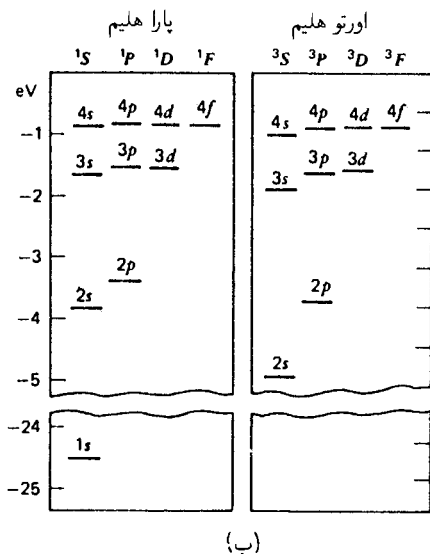 پارا هلیم اورتو هلیم
¹S ¹P ¹D ¹F ³S ³P ³D ³F
eV
4s 4p 4d 4f 4s 4p 4d 4f
-1
3s 3p 3d 3s 3p 3d
-2
-3
2p 2p
2s
-4
2s
-5
-24
1s
-25
(ب)